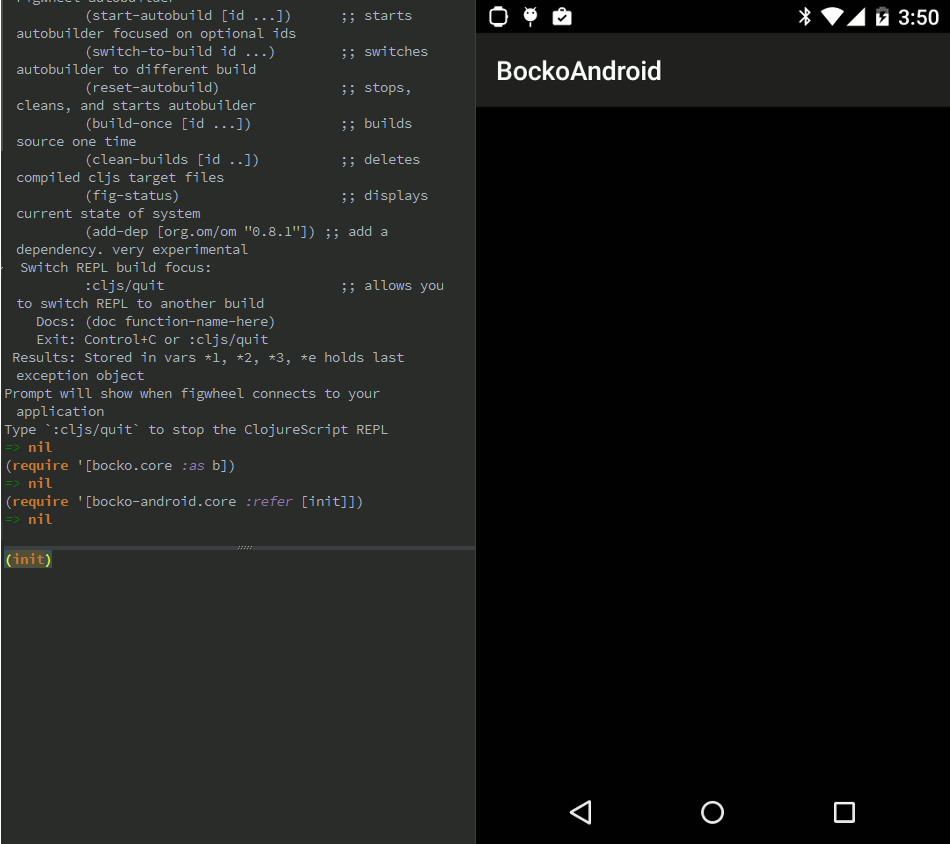 Figwheel autobuilder
(start-autobuild [id ...]) ;; starts
autobuilder focused on optional ids
(switch-to-build id ...) ;; switches
autobuilder to different build
(reset-autobuild) ;; stops,
cleans, and starts autobuilder
(build-once [id ...]) ;; builds
source one time
(clean-builds [id ..]) ;; deletes
compiled cljs target files
(fig-status) ;; displays
current state of system
(add-dep [org.om/om "0.8.1"]) ;; add a
dependency. very experimental
Switch REPL build focus:
:cljs/quit ;; allows you
to switch REPL to another build
Docs: (doc function-name-here)
Exit: Control+C or :cljs/quit
Results: Stored in vars *1, *2, *3, *e holds last
exception object
Prompt will show when figwheel connects to your
application
Type `:cljs/quit` to stop the ClojureScript REPL
=> nil
(require '[bocko.core :as b])
=> nil
(require '[bocko-android.core :refer [init]])
=> nil
(init)
3:50
BockoAndroid